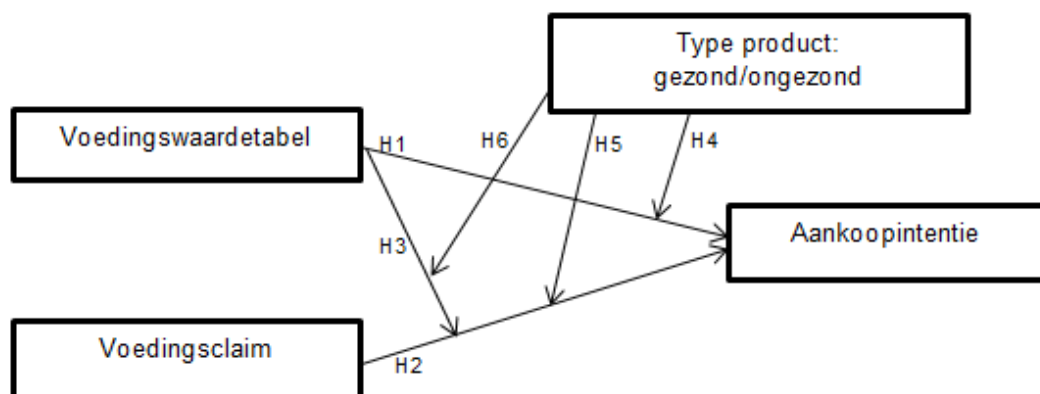 Type product:
gezond/ongezond
Voedingswaardetabel
H1
H6
H5
H4
H3
Aankoopintentie
Voedingsclaim
H2